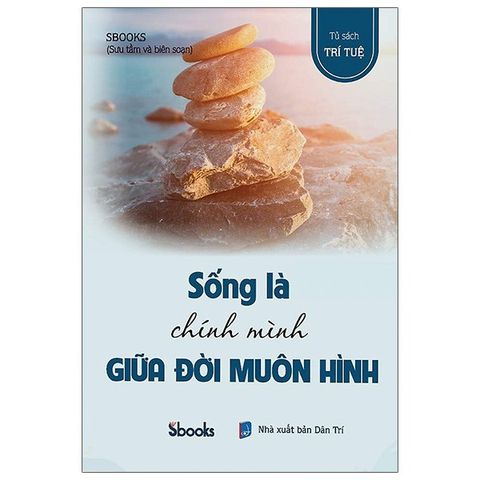 SBOOKS
(Sưu tầm và biên soạn)
Tủ sách
TRÍ TUỆ
Sống là
chính mình
GIỮA ĐỜI MUÔN HÌNH
Sbooks
Nhà xuất bản Dân Trí